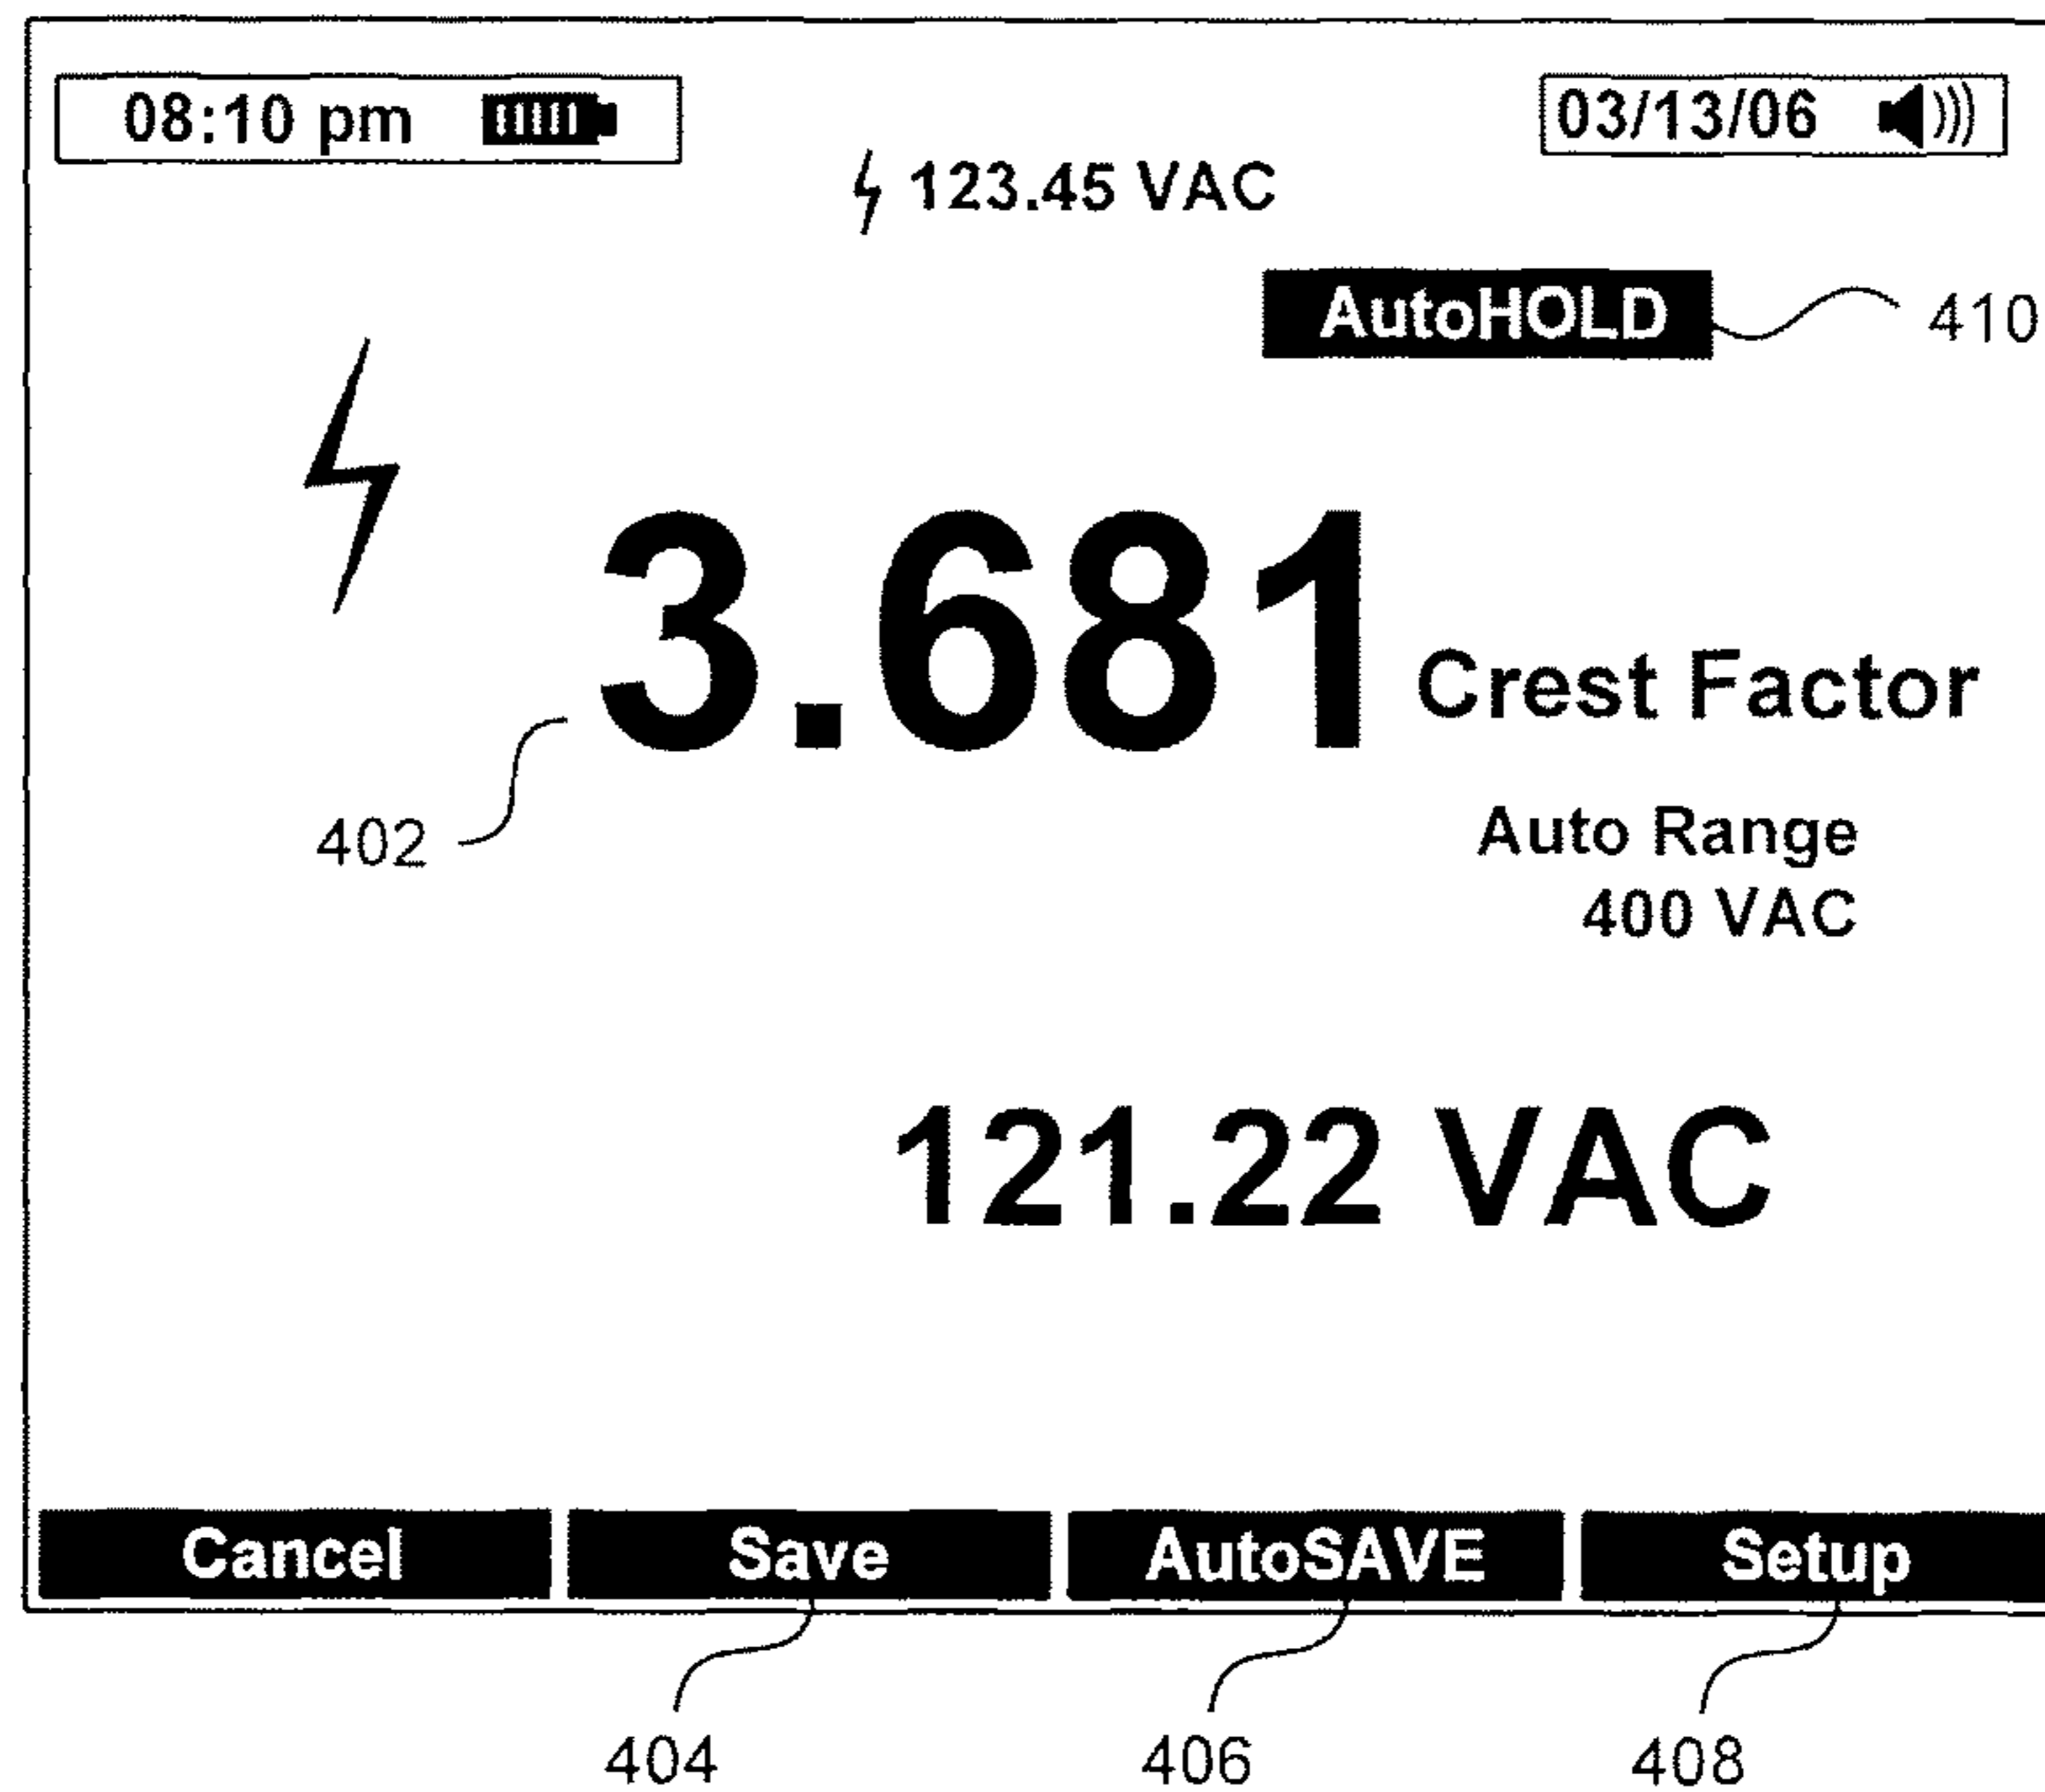 08:10 pm
03/13/06
123.45 VAC
AutoHOLD
410
3.681 Crest Factor
402
Auto Range
400 VAC
121.22 VAC
Cancel Save AutoSAVE Setup
404 406 408